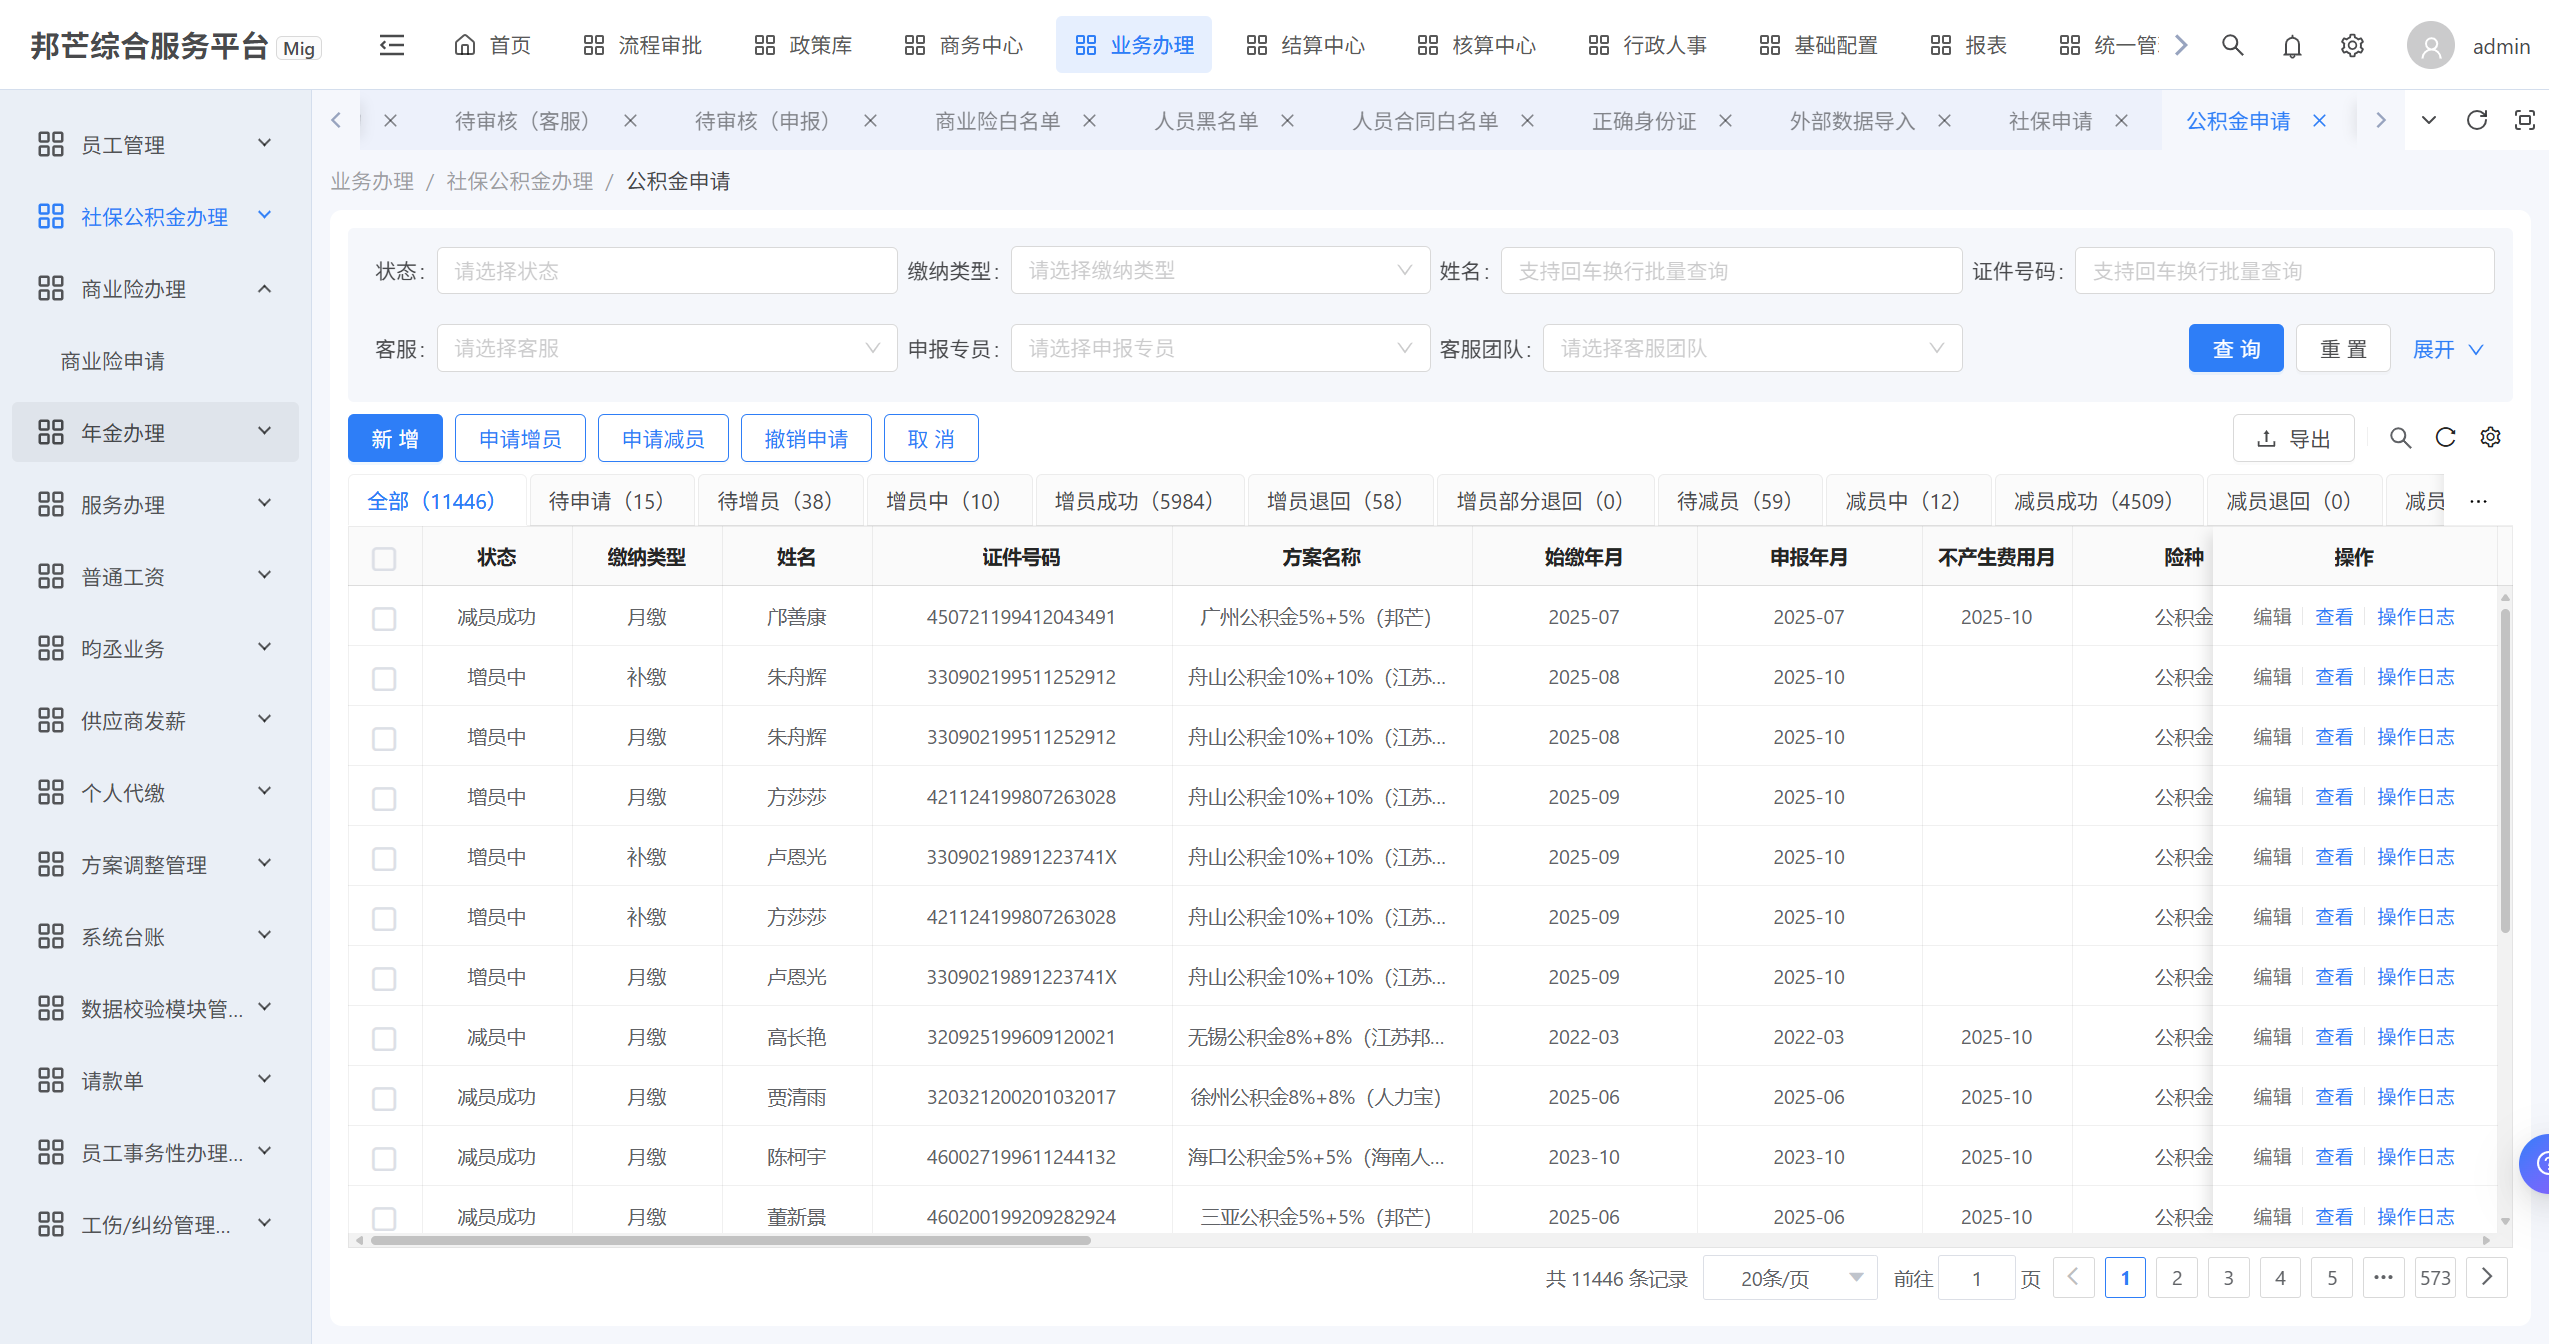 邦芒综合服务平台 Mig 首页 流程审批 政策库 商务中心 业务办理 结算中心 核算中心 行政人事 基础配置 报表 统一管 admin
待审核（客服） 待审核（申报） 商业险白名单 人员黑名单 人员合同白名单 正确身份证 外部数据导入 社保申请 公积金申请
业务办理 / 社保公积金办理 / 公积金申请
员工管理
社保公积金办理
商业险办理
商业险申请
年金办理
服务办理
普通工资
昀丞业务
供应商发薪
个人代缴
方案调整管理
系统台账
数据校验模块管...
请款单
员工事务性办理...
工伤/纠纷管理...
状态: 请选择状态 缴纳类型: 请选择缴纳类型 姓名: 支持回车换行批量查询 证件号码: 支持回车换行批量查询
客服: 请选择客服 申报专员: 请选择申报专员 客服团队: 请选择客服团队 查 询 重 置 展开
新 增 申请增员 申请减员 撤销申请 取 消 导出
全部（11446） 待申请（15） 待增员（38） 增员中（10） 增员成功（5984） 增员退回（58） 增员部分退回（0） 待减员（59） 减员中（12） 减员成功（4509） 减员退回（0） 减员 ...
状态 缴纳类型 姓名 证件号码 方案名称 始缴年月 申报年月 不产生费用月 险种 操作
减员成功 月缴 邝善康 450721199412043491 广州公积金5%+5%（邦芒） 2025-07 2025-07 2025-10 公积金 编辑 查看 操作日志
增员中 补缴 朱舟辉 330902199511252912 舟山公积金10%+10%（江苏... 2025-08 2025-10 公积金 编辑 查看 操作日志
增员中 月缴 朱舟辉 330902199511252912 舟山公积金10%+10%（江苏... 2025-08 2025-10 公积金 编辑 查看 操作日志
增员中 月缴 方莎莎 421124199807263028 舟山公积金10%+10%（江苏... 2025-09 2025-10 公积金 编辑 查看 操作日志
增员中 补缴 卢恩光 33090219891223741X 舟山公积金10%+10%（江苏... 2025-09 2025-10 公积金 编辑 查看 操作日志
增员中 补缴 方莎莎 421124199807263028 舟山公积金10%+10%（江苏... 2025-09 2025-10 公积金 编辑 查看 操作日志
增员中 月缴 卢恩光 33090219891223741X 舟山公积金10%+10%（江苏... 2025-09 2025-10 公积金 编辑 查看 操作日志
减员中 月缴 高长艳 320925199609120021 无锡公积金8%+8%（江苏邦... 2022-03 2022-03 2025-10 公积金 编辑 查看 操作日志
减员成功 月缴 贾清雨 320321200201032017 徐州公积金8%+8%（人力宝） 2025-06 2025-06 2025-10 公积金 编辑 查看 操作日志
减员成功 月缴 陈柯宇 460027199611244132 海口公积金5%+5%（海南人... 2023-10 2023-10 2025-10 公积金 编辑 查看 操作日志
减员成功 月缴 董新景 460200199209282924 三亚公积金5%+5%（邦芒） 2025-06 2025-06 2025-10 公积金 编辑 查看 操作日志
共 11446 条记录 20条/页 前往 1 页 1 2 3 4 5 ... 573